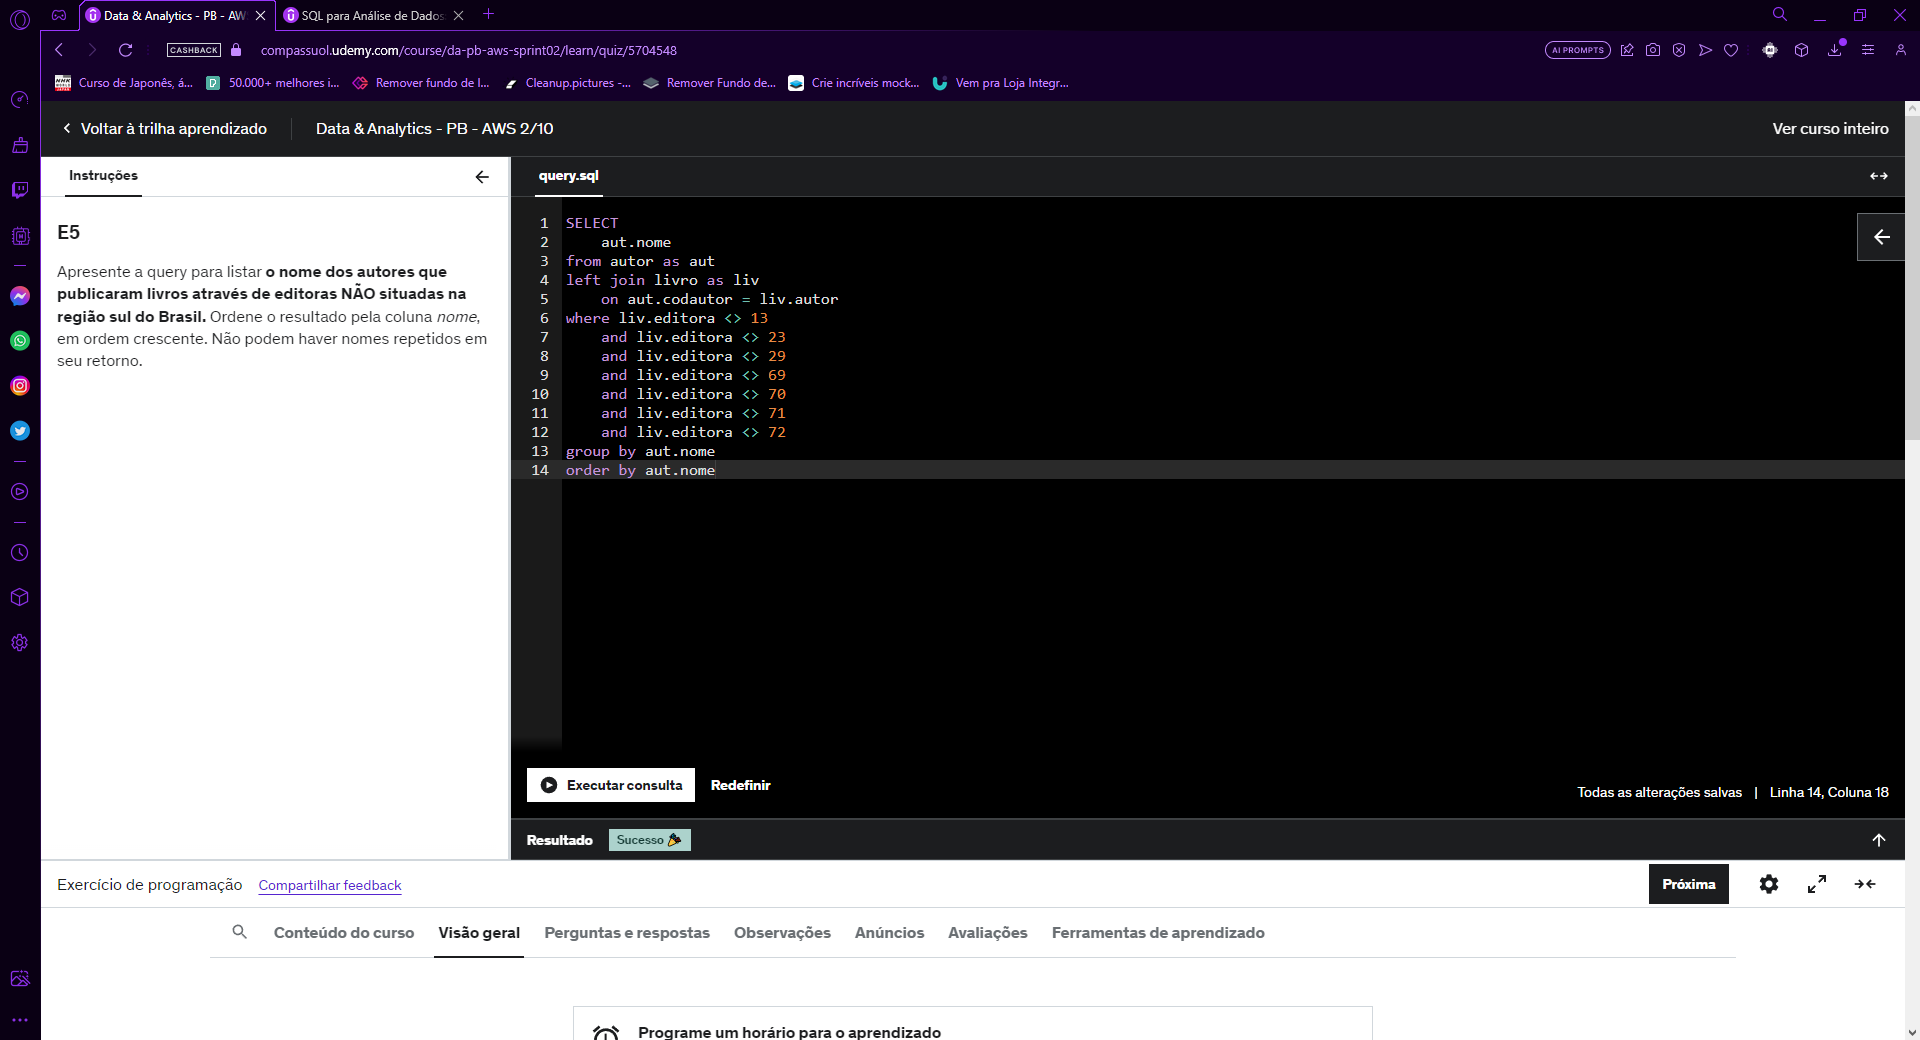 Data & Analytics - PB - AW
SQL para Análise de Dados
CASHBACK
compassuol.udemy.com/course/da-pb-aws-sprint02/learn/quiz/5704548
AI PROMPTS
Curso de Japonês, á...
50.000+ melhores i...
Remover fundo de I...
Cleanup.pictures -...
Remover Fundo de...
Crie incríveis mock...
Vem pra Loja Integr...
Voltar à trilha aprendizado
Data & Analytics - PB - AWS 2/10
Ver curso inteiro
Instruções
E5
Apresente a query para listar o nome dos autores que
publicaram livros através de editoras NÃO situadas na
região sul do Brasil. Ordene o resultado pela coluna nome,
em ordem crescente. Não podem haver nomes repetidos em
seu retorno.
query.sql
1 SELECT
2 aut.nome
3 from autor as aut
4 left join livro as liv
5 on aut.codautor = liv.autor
6 where liv.editora <> 13
7 and liv.editora <> 23
8 and liv.editora <> 29
9 and liv.editora <> 69
10 and liv.editora <> 70
11 and liv.editora <> 71
12 and liv.editora <> 72
13 group by aut.nome
14 order by aut.nome
Executar consulta
Redefinir
Todas as alterações salvas | Linha 14, Coluna 18
Resultado
Sucesso
Exercício de programação
Compartilhar feedback
Próxima
Conteúdo do curso
Visão geral
Perguntas e respostas
Observações
Anúncios
Avaliações
Ferramentas de aprendizado
Programe um horário para o aprendizado